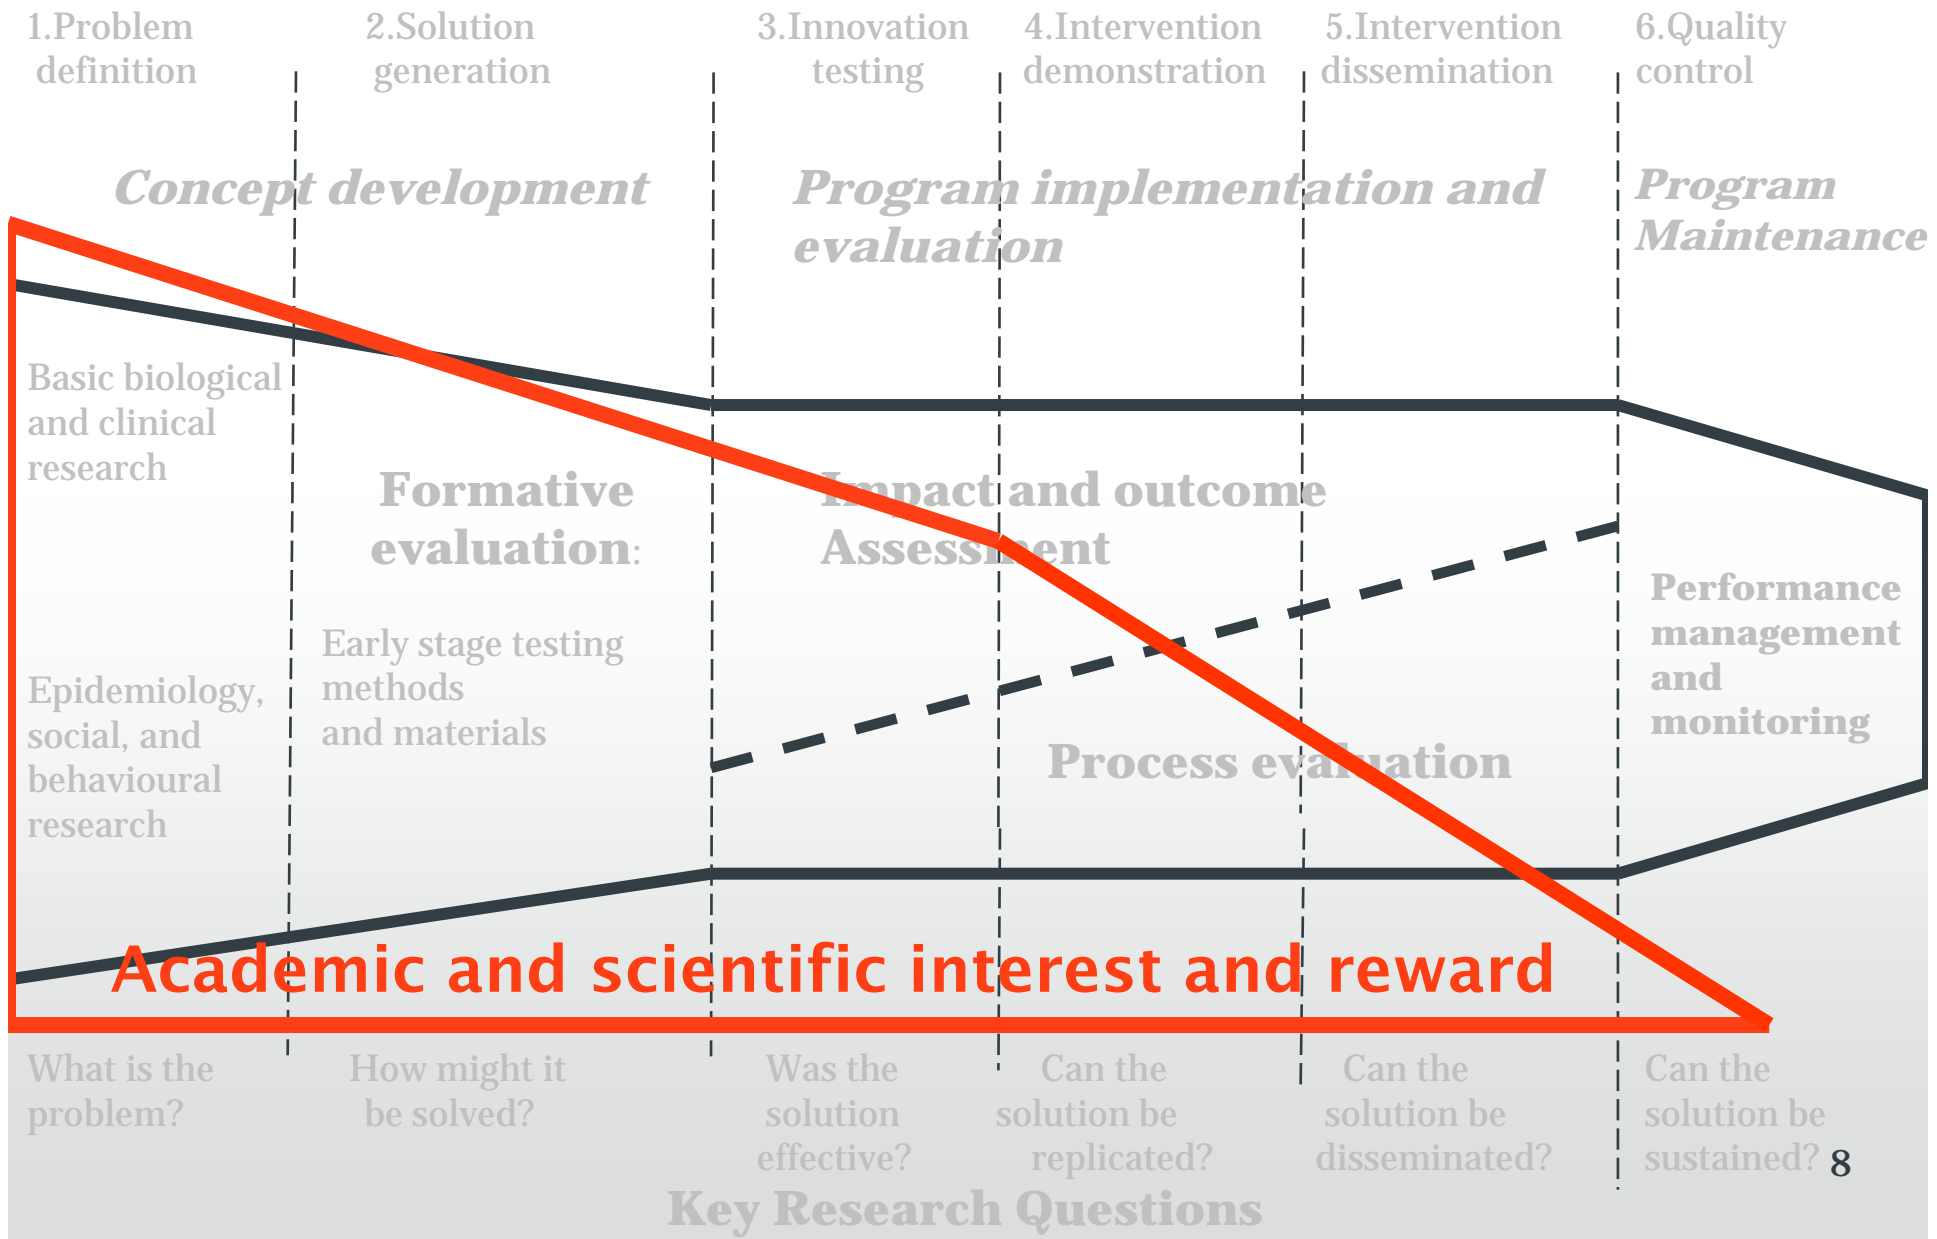 1.Problem
definition
2.Solution
generation
3.Innovation
testing
4.Intervention
demonstration
5.Intervention
dissemination
6.Quality
control
Concept development
Program implementation and
evaluation
Program
Maintenance
Basic biological
and clinical
research
Epidemiology,
social, and
behavioural
research
Formative
evaluation:
Early stage testing
methods
and materials
Impact and outcome
Assessment
Process evaluation
Performance
management
and
monitoring
Academic and scientific interest and reward
What is the
problem?
How might it
be solved?
Was the
solution
effective?
Can the
solution be
replicated?
Can the
solution be
disseminated?
Can the
solution be
sustained?
8
Key Research Questions